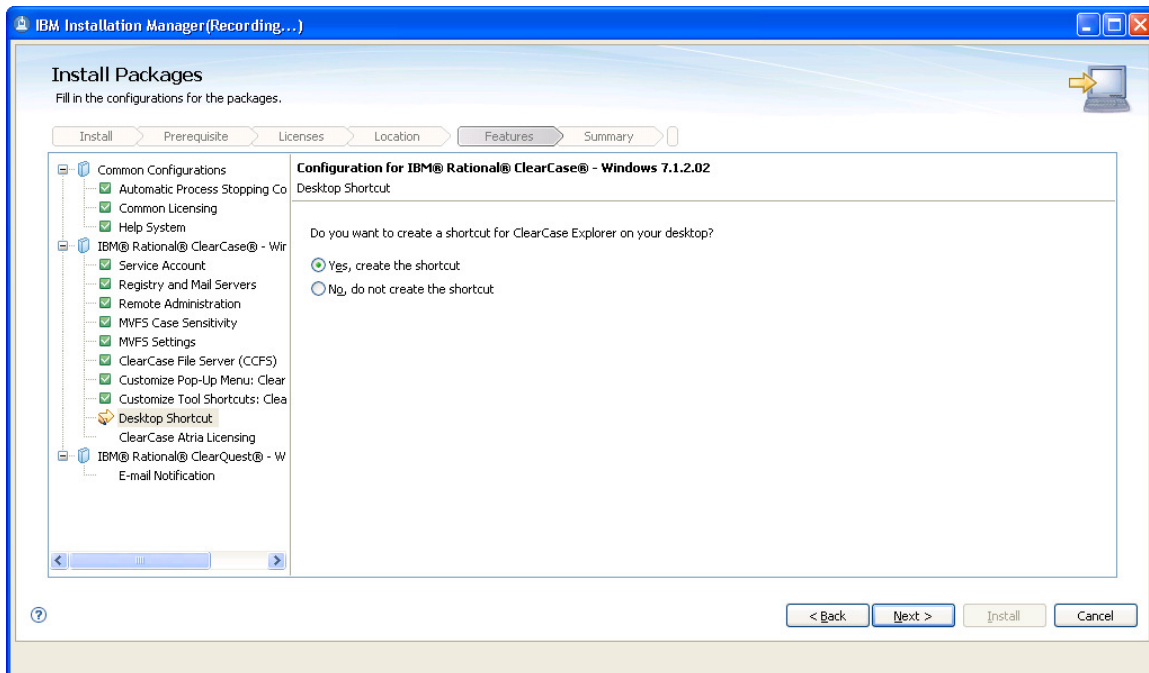 IBM Installation Manager(Recording...)
Install Packages
Fill in the configurations for the packages.
Install
Prerequisite
Licenses
Location
Features
Summary
Common Configurations
Automatic Process Stopping Co
Common Licensing
Help System
IBM® Rational® ClearCase® - Wir
Service Account
Registry and Mail Servers
Remote Administration
MVFS Case Sensitivity
MVFS Settings
ClearCase File Server (CCFS)
Customize Pop-Up Menu: Clear
Customize Tool Shortcuts: Clea
Desktop Shortcut
ClearCase Atria Licensing
IBM® Rational® ClearQuest® - W
E-mail Notification
Configuration for IBM® Rational® ClearCase® - Windows 7.1.2.02
Desktop Shortcut
Do you want to create a shortcut for ClearCase Explorer on your desktop?
Yes, create the shortcut
No, do not create the shortcut
?
< Back
Next >
Install
Cancel